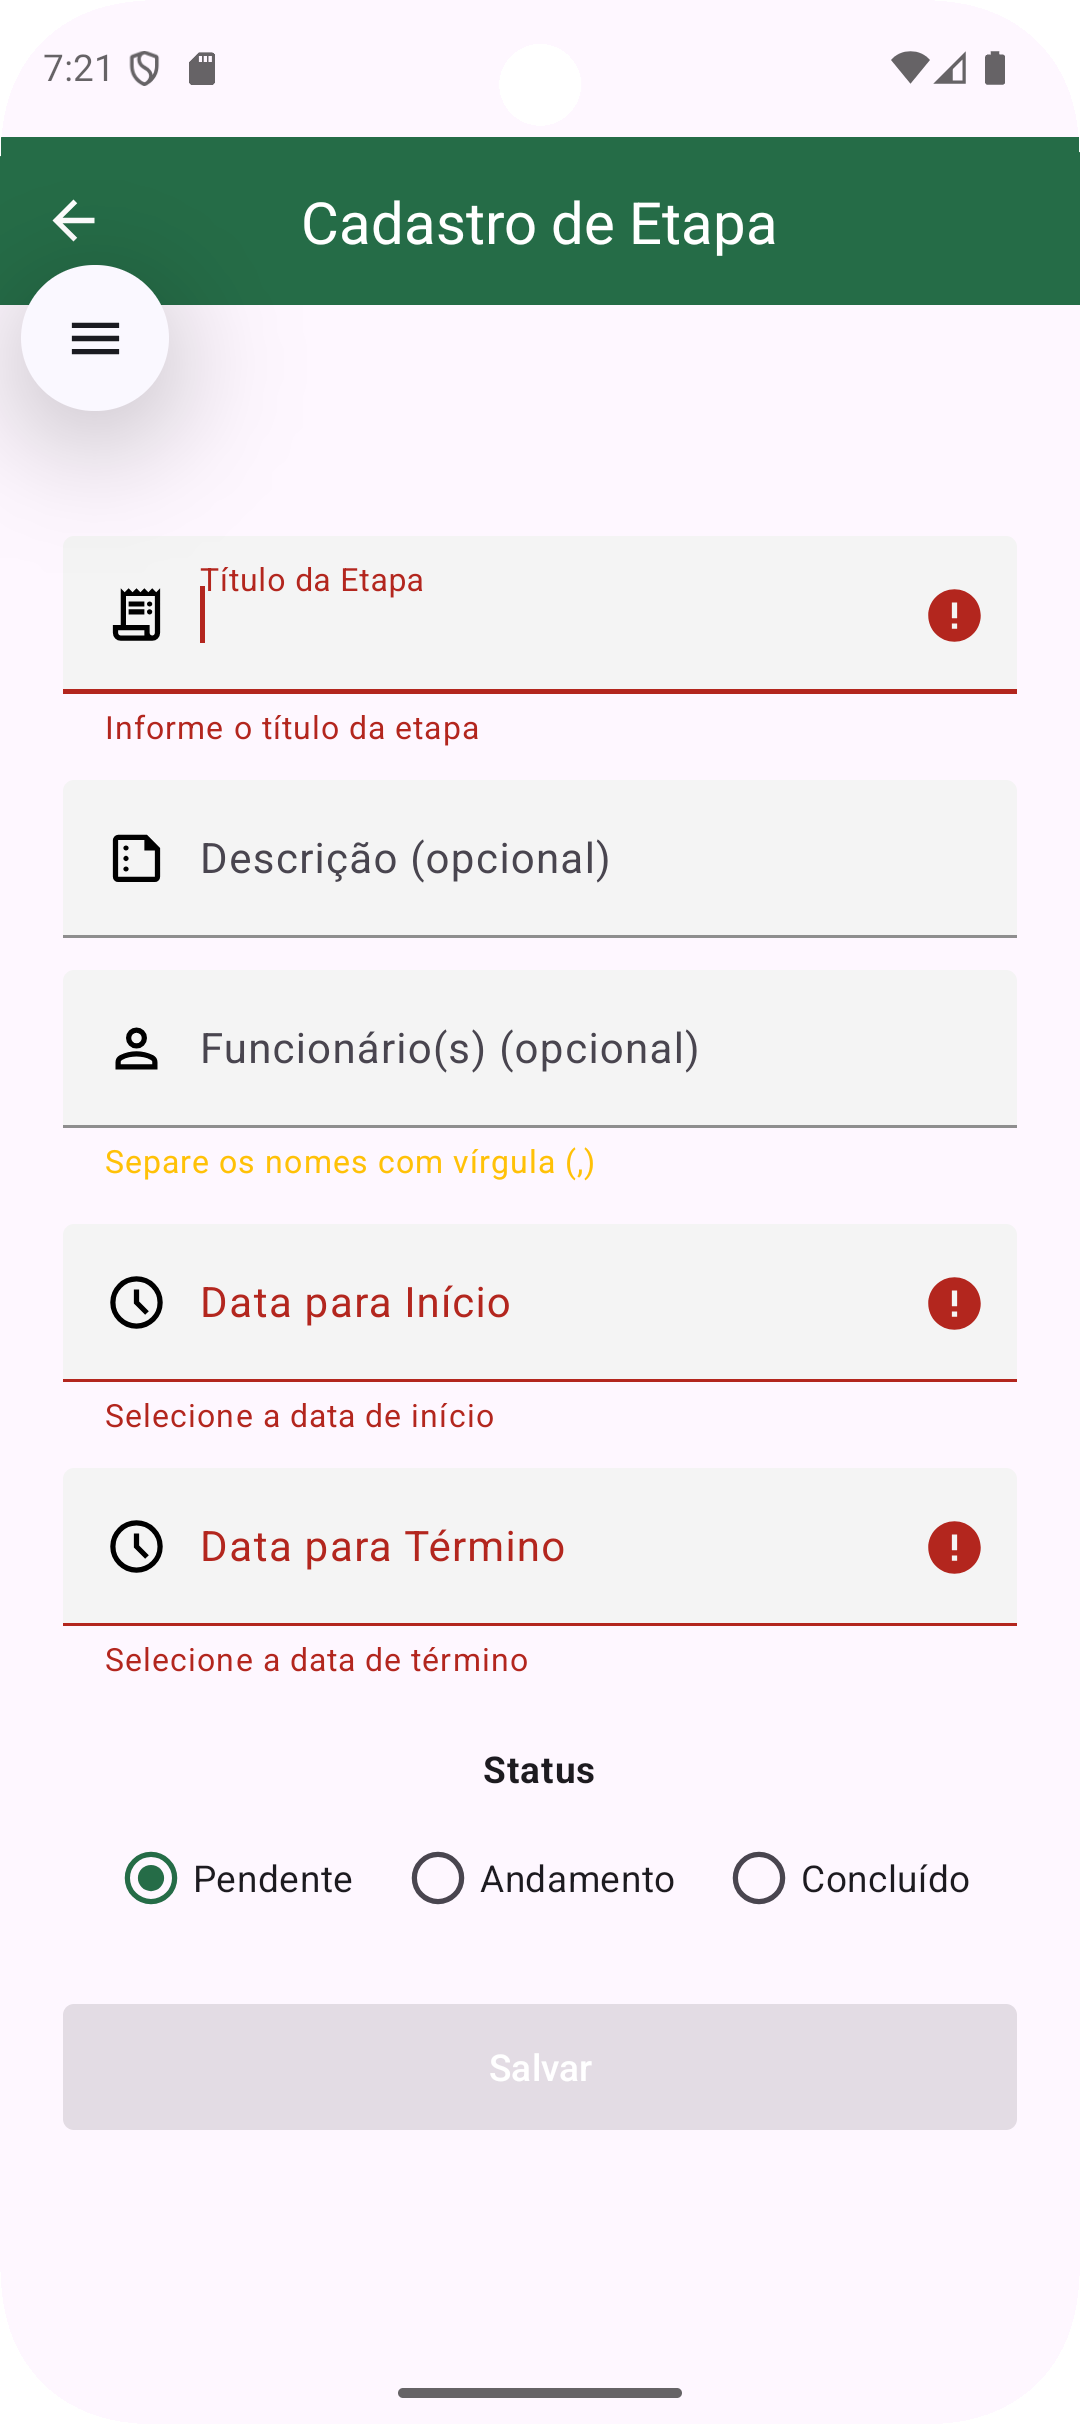 7:21
Cadastro de Etapa
Título da Etapa
Informe o título da etapa
Descrição (opcional)
Funcionário(s) (opcional)
Separe os nomes com vírgula (,)
Data para Início
Selecione a data de início
Data para Término
Selecione a data de término
Status
Pendente Andamento Concluído
Salvar